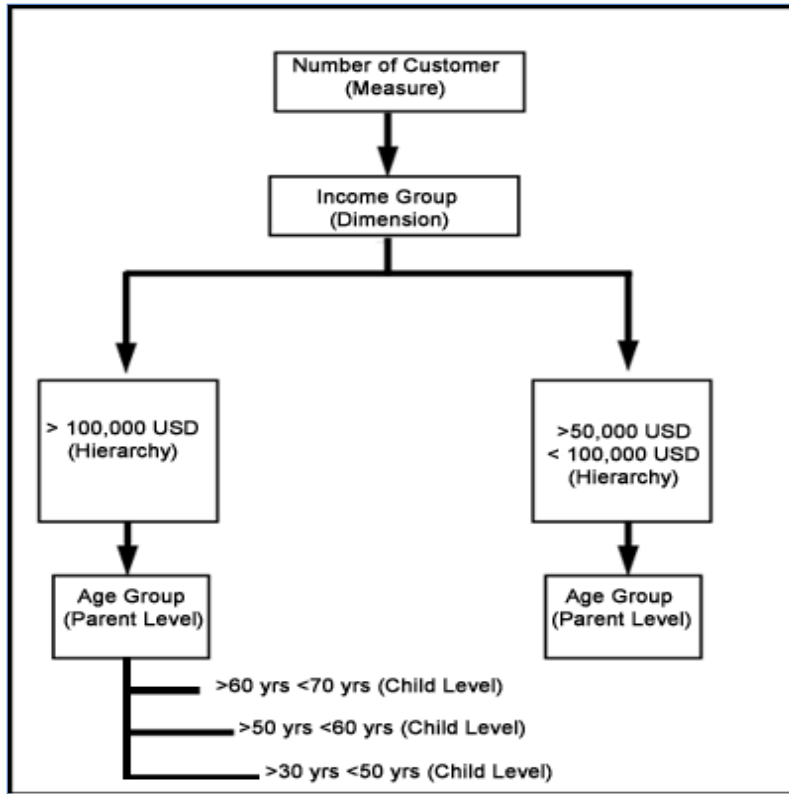 Number of Customer
(Measure)
Income Group
(Dimension)
> 100,000 USD
(Hierarchy)
>50,000 USD
< 100,000 USD
(Hierarchy)
Age Group
(Parent Level)
Age Group
(Parent Level)
>60 yrs <70 yrs (Child Level)
>50 yrs <60 yrs (Child Level)
>30 yrs <50 yrs (Child Level)